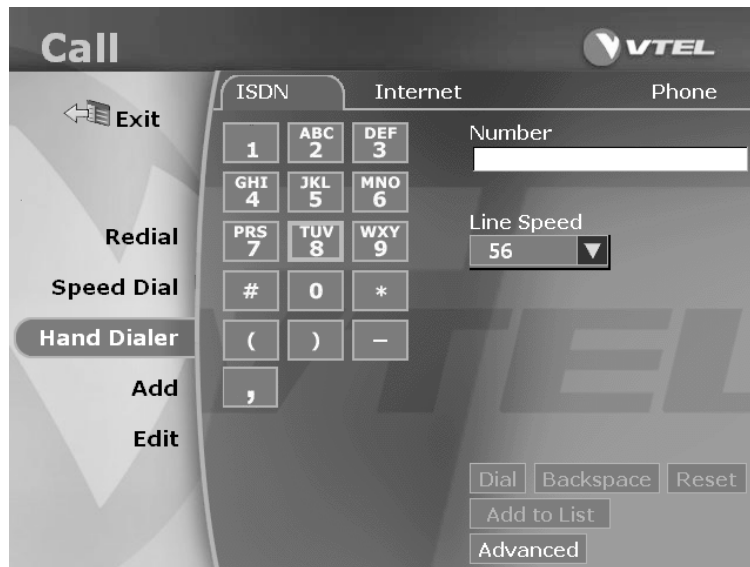 Call
VTEL
Exit
Redial
Speed Dial
Hand Dialer
Add
Edit
ISDN Internet Phone
1 ABC 2 DEF 3
GHI 4 JKL 5 MNO 6
PRS 7 TUV 8 WXY 9
# 0 *
( ) –
,
Number
Line Speed
56
Dial Backspace Reset
Add to List
Advanced
VTEL